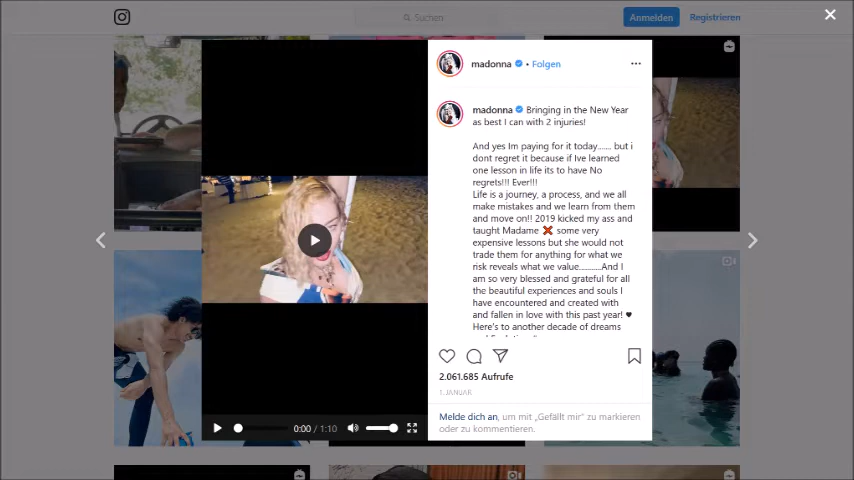 Suchen
Anmelden
Registrieren
madonna • Folgen
madonna Bringing in the New Year
as best I can with 2 injuries!
And yes Im paying for it today....... but i
dont regret it because if Ive learned
one lesson in life its to have No
regrets!!! Ever!!!
Life is a journey, a process, and we all
make mistakes and we learn from them
and move on!! 2019 kicked my ass and
taught Madame ❌ some very
expensive lessons but she would not
trade them for anything for what we
risk reveals what we value..........And I
am so very blessed and grateful for all
the beautiful experiences and souls I
have encountered and created with
and fallen in love with this past year! ♥
Here's to another decade of dreams
2.061.685 Aufrufe
1. JANUAR
Melde dich an, um mit „Gefällt mir“ zu markieren
oder zu kommentieren.
0:00 / 1:10